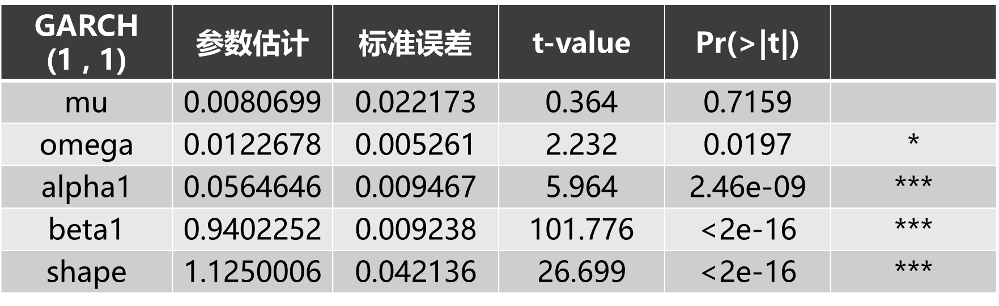 GARCH
(1 , 1)
参数估计
标准误差
t-value
Pr(>|t|)
mu 0.0080699 0.022173 0.364 0.7159
omega 0.0122678 0.005261 2.232 0.0197 *
alpha1 0.0564646 0.009467 5.964 2.46e-09 ***
beta1 0.9402252 0.009238 101.776 <2e-16 ***
shape 1.1250006 0.042136 26.699 <2e-16 ***